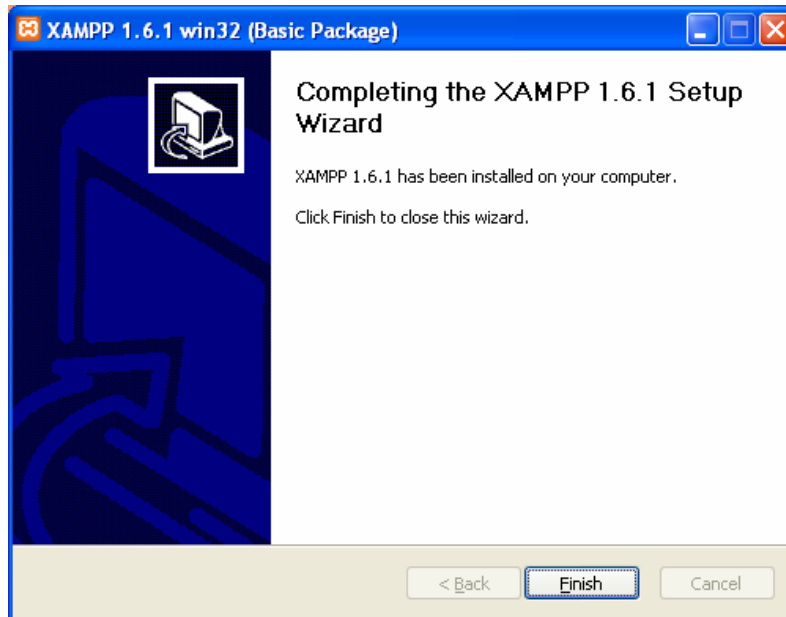 XAMPP 1.6.1 win32 (Basic Package)
Completing the XAMPP 1.6.1 Setup
Wizard
XAMPP 1.6.1 has been installed on your computer.
Click Finish to close this wizard.
< Back Finish Cancel